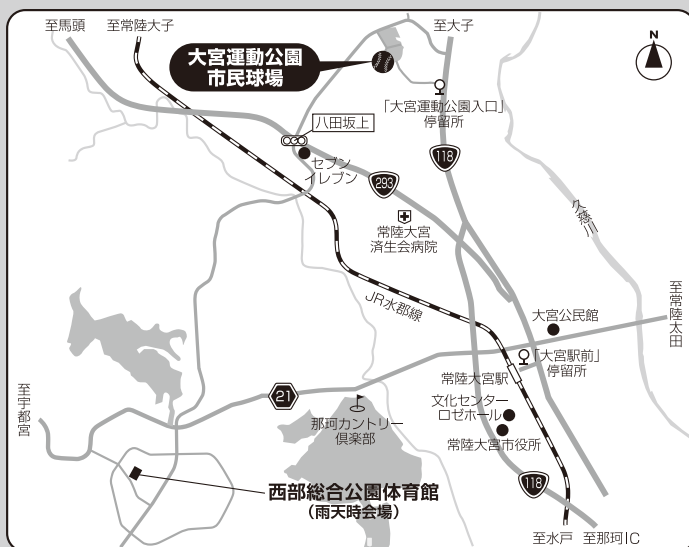 至馬頭
至常陸大子
至大子
N
大宮運動公園
市民球場
「大宮運動公園入口」
停留所
八田坂上
118
セブン
イレブン
293
久慈川
常陸大宮
済生会病院
JR水郡線
至常陸太田
大宮公民館
「大宮駅前」
停留所
常陸大宮駅
至宇都宮
21
那珂カントリー
倶楽部
文化センター
ロゼホール
常陸大宮市役所
118
西部総合公園体育館
(雨天時会場)
至水戸
至那珂IC